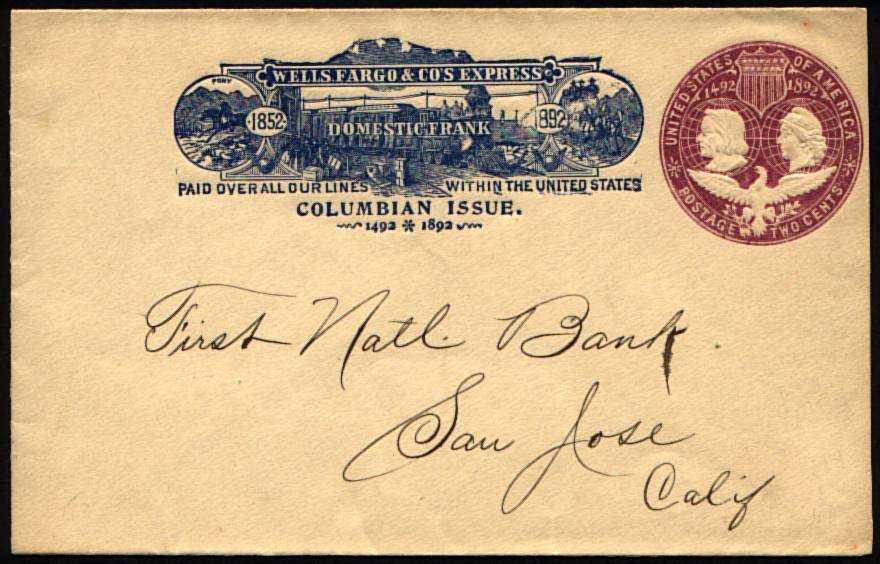 PONY
WELLS, FARGO & CO'S EXPRESS
1852
DOMESTIC FRANK
1892
PAID OVER ALL OUR LINES WITHIN THE UNITED STATES
COLUMBIAN ISSUE.
1492 * 1892
UNITED STATES OF AMERICA
1492 1892
POSTAGE TWO CENTS
First Natl. Bank
San Jose
Calif